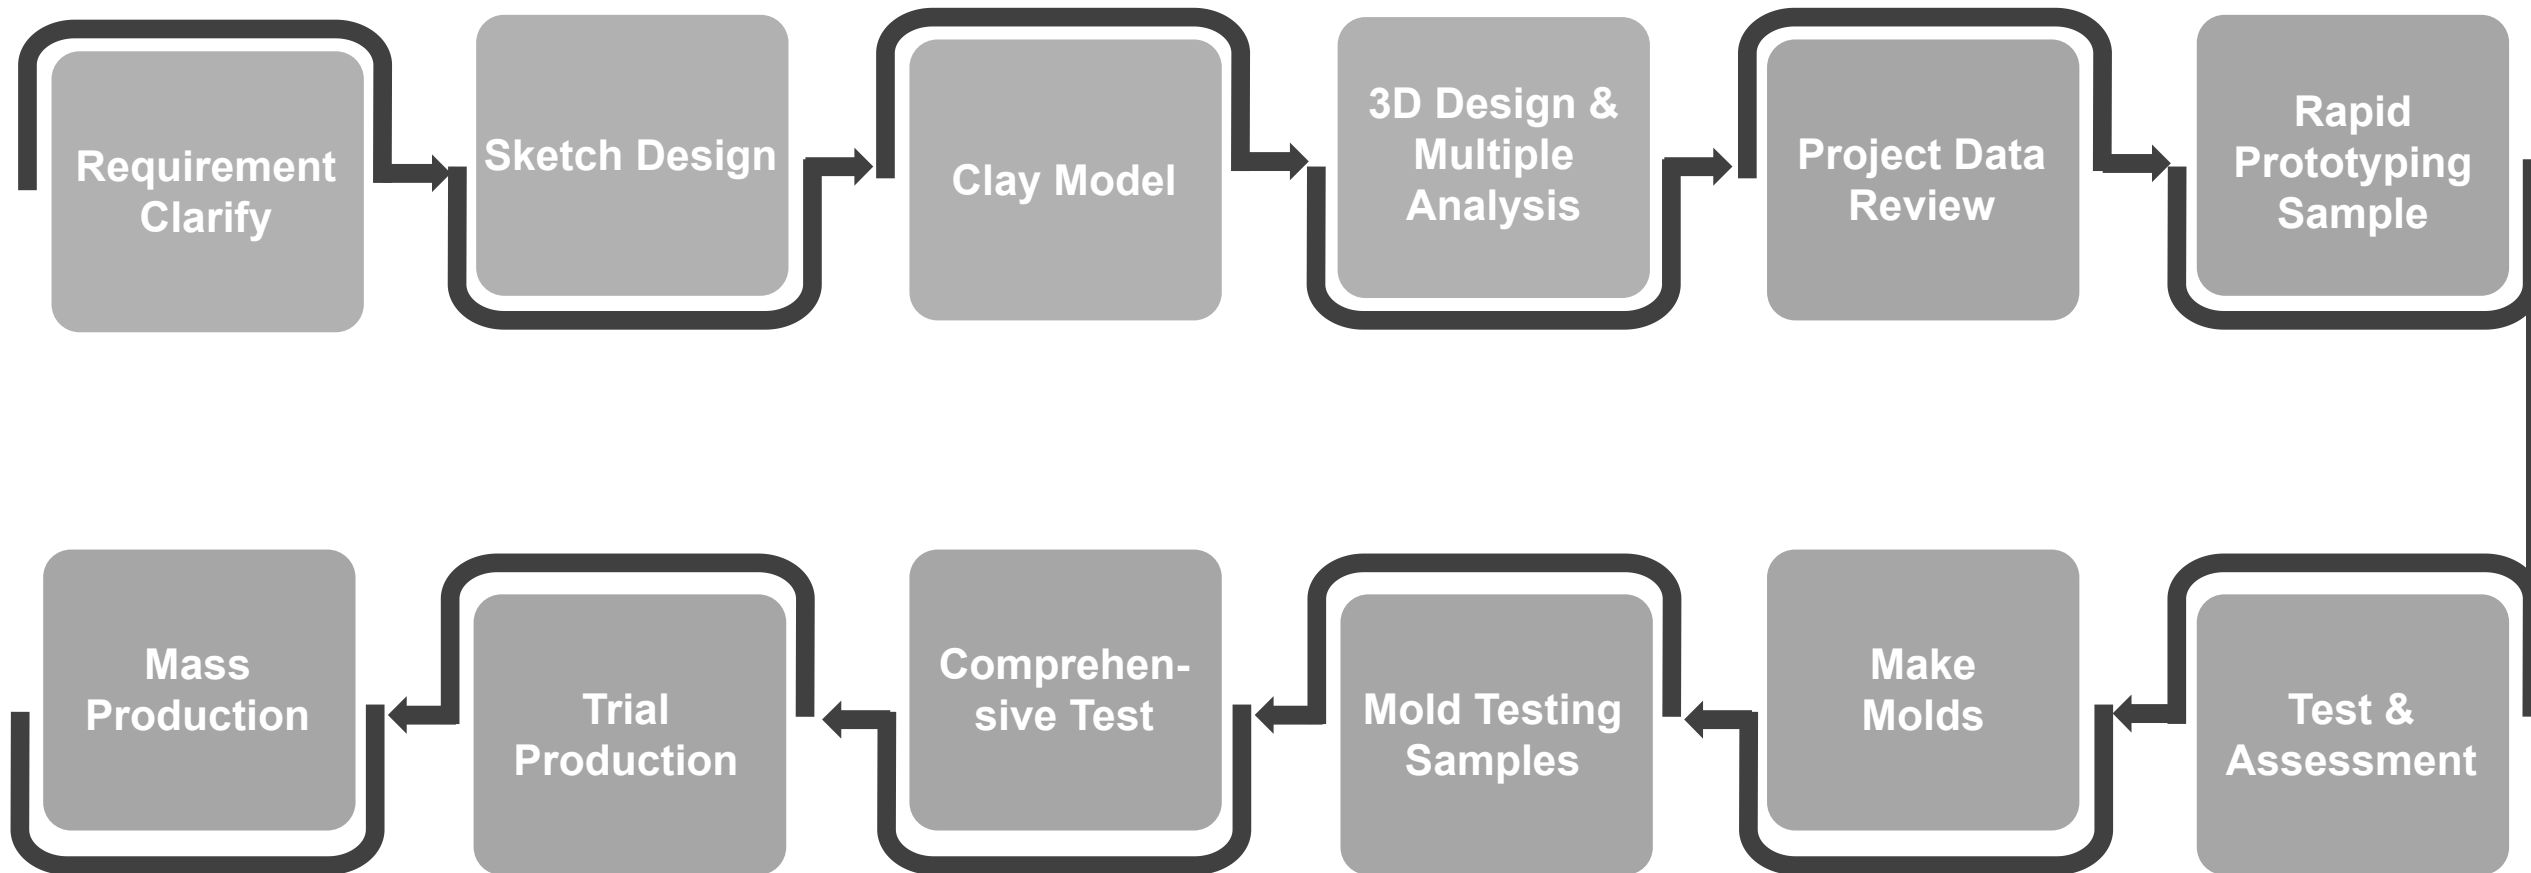 Requirement
Clarify
Sketch Design
Clay Model
3D Design &
Multiple
Analysis
Project Data
Review
Rapid
Prototyping
Sample
Mass
Production
Trial
Production
Comprehen-
sive Test
Mold Testing
Samples
Make
Molds
Test &
Assessment